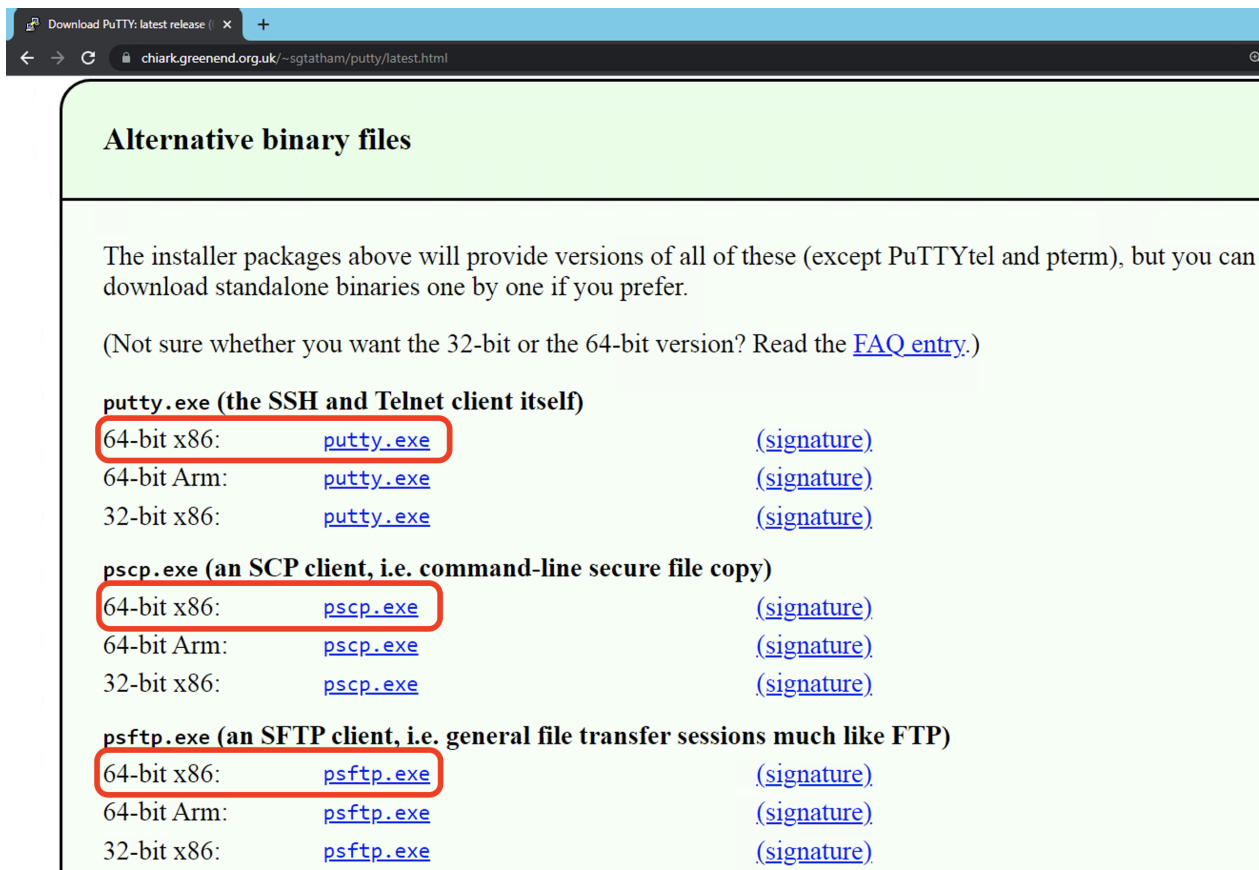 Download PuTTY: latest release (
chiark.greenend.org.uk/~sgtatham/putty/latest.html
Alternative binary files
The installer packages above will provide versions of all of these (except PuTTYtel and pterm), but you can
download standalone binaries one by one if you prefer.
(Not sure whether you want the 32-bit or the 64-bit version? Read the FAQ entry.)
putty.exe (the SSH and Telnet client itself)
64-bit x86: putty.exe (signature)
64-bit Arm: putty.exe (signature)
32-bit x86: putty.exe (signature)
pscp.exe (an SCP client, i.e. command-line secure file copy)
64-bit x86: pscp.exe (signature)
64-bit Arm: pscp.exe (signature)
32-bit x86: pscp.exe (signature)
psftp.exe (an SFTP client, i.e. general file transfer sessions much like FTP)
64-bit x86: psftp.exe (signature)
64-bit Arm: psftp.exe (signature)
32-bit x86: psftp.exe (signature)